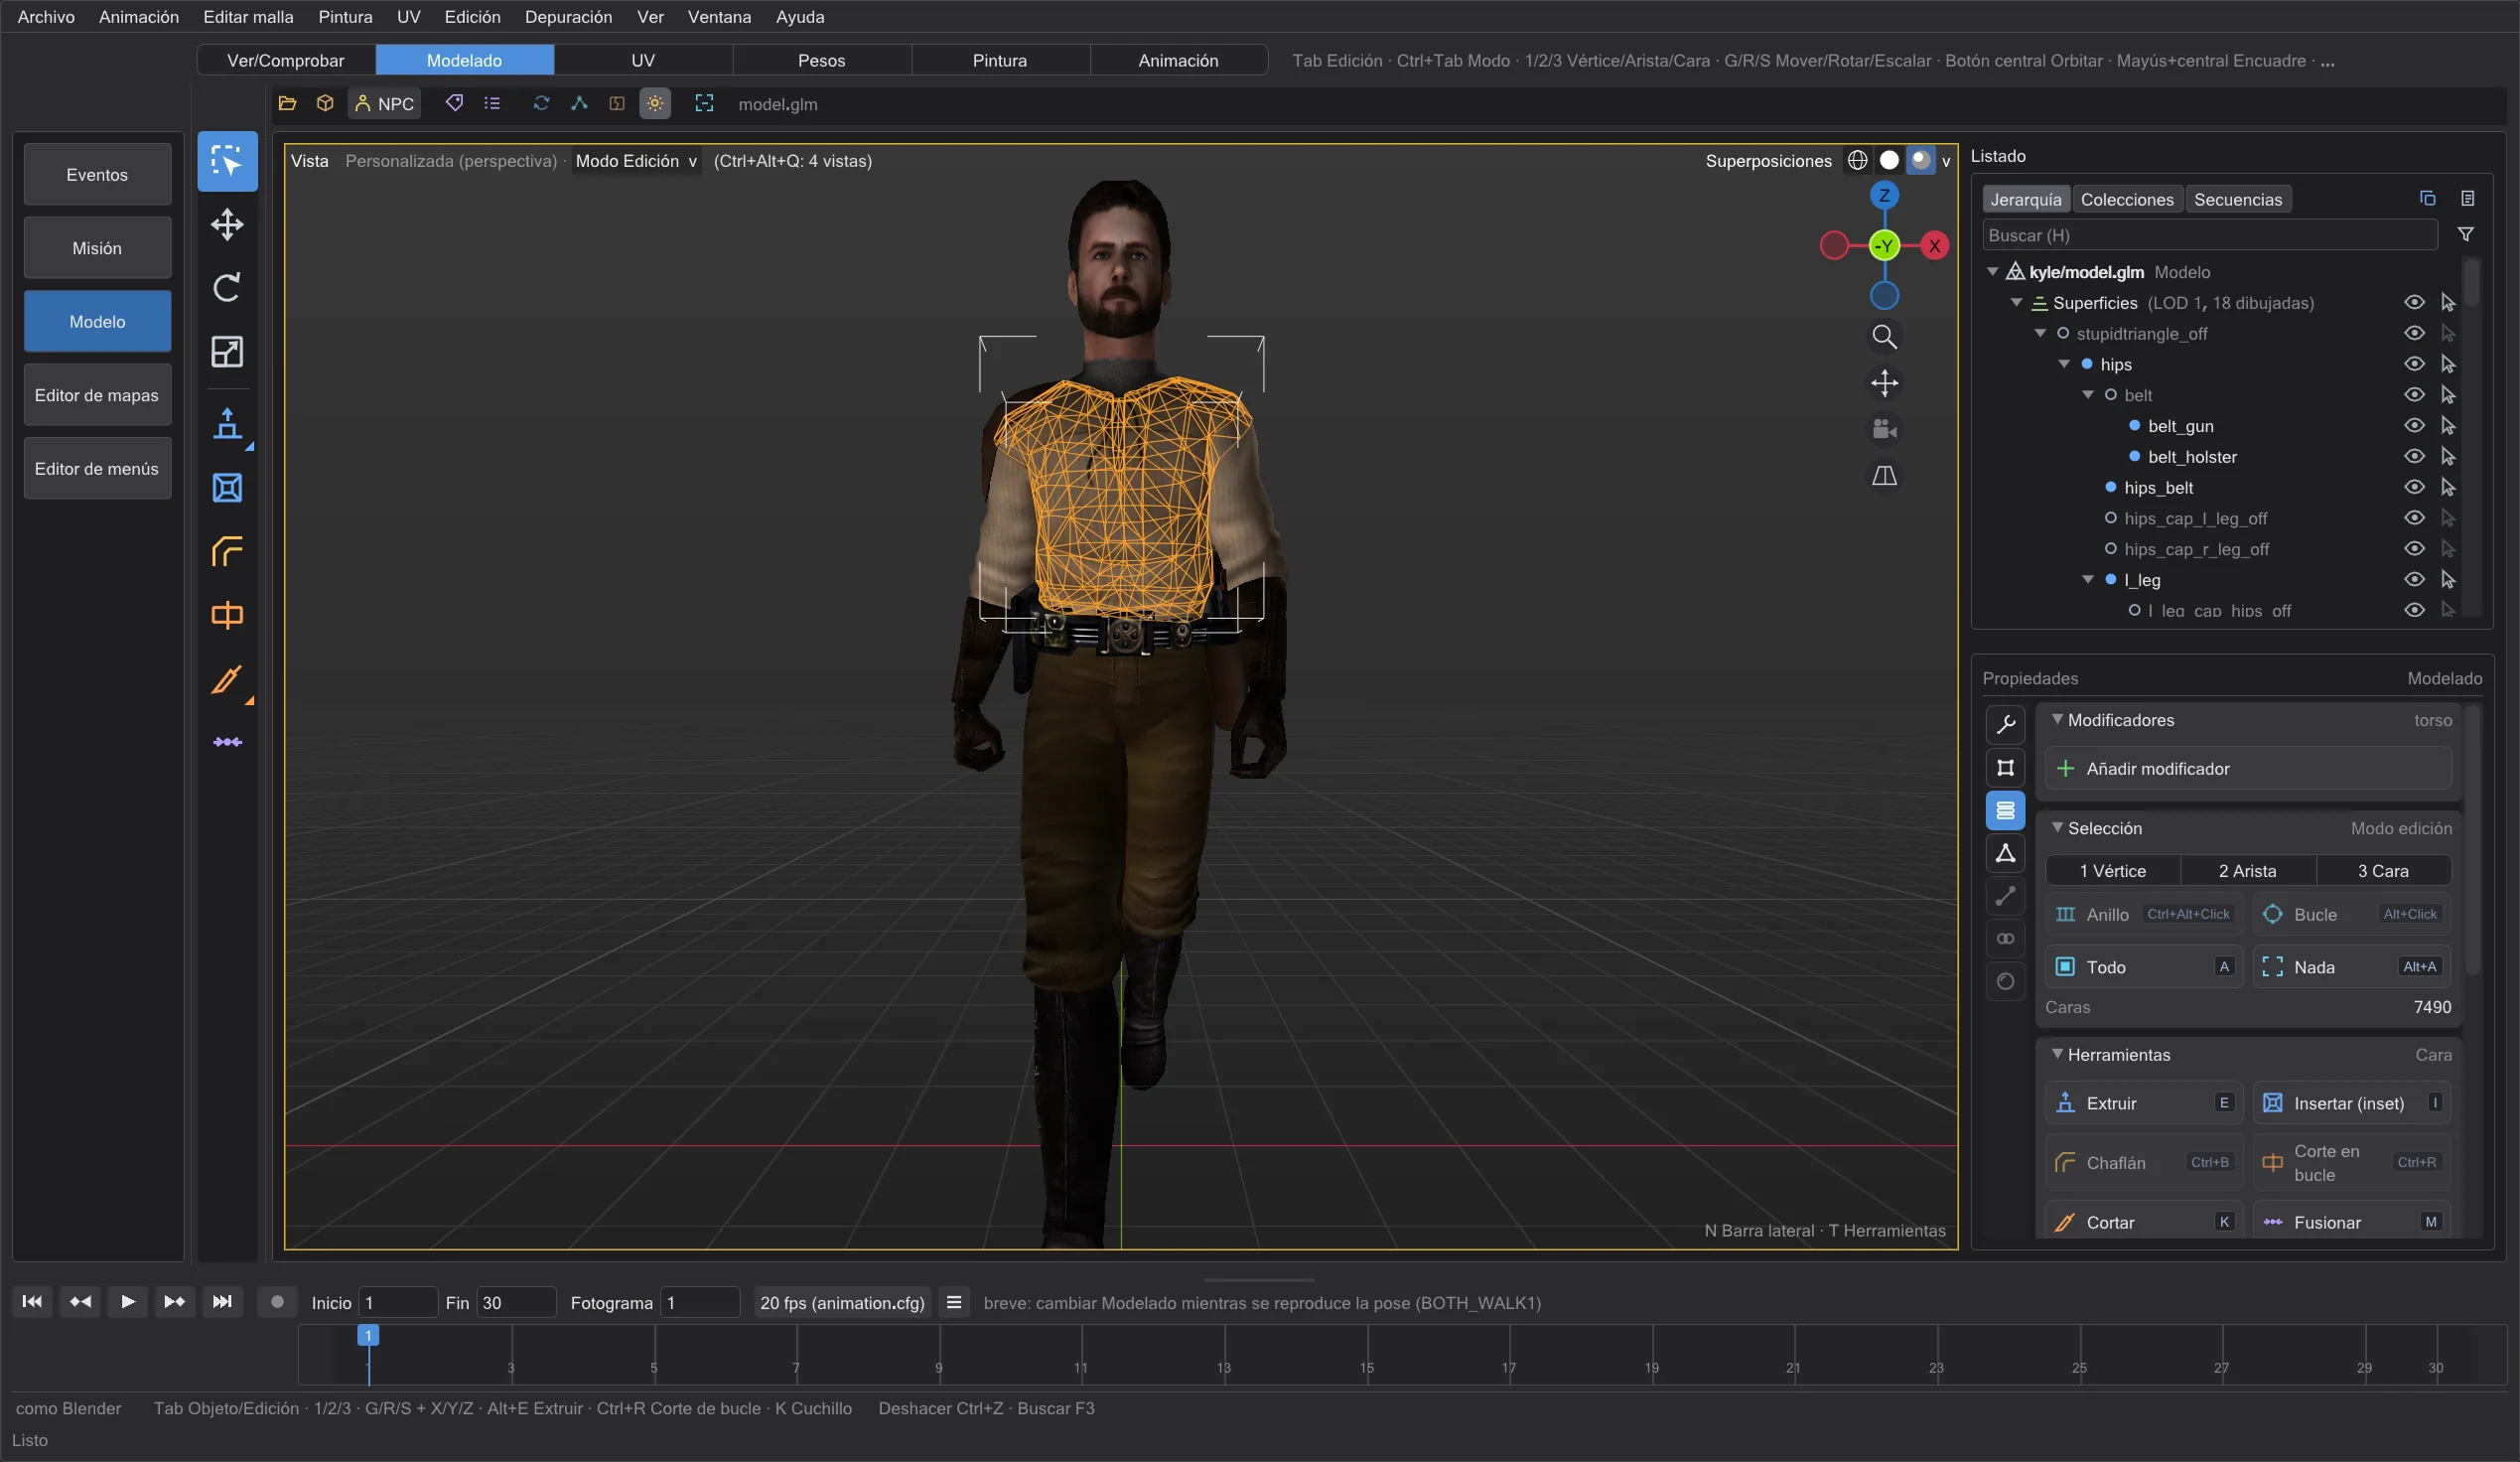 Archivo Animación Editar malla Pintura UV Edición Depuración Ver Ventana Ayuda
Ver/Comprobar Modelado UV Pesos Pintura Animación Tab Edición · Ctrl+Tab Modo · 1/2/3 Vértice/Arista/Cara · G/R/S Mover/Rotar/Escalar · Botón central Orbitar · Mayús+central Encuadre · ...
NPC model.glm
Eventos
Misión
Modelo
Editor de mapas
Editor de menús
Vista Personalizada (perspectiva) · Modo Edición v (Ctrl+Alt+Q: 4 vistas)
Superposiciones v
Z
-Y X
N Barra lateral · T Herramientas
Listado
Jerarquía Colecciones Secuencias
Buscar (H)
kyle/model.glm Modelo
Superficies (LOD 1, 18 dibujadas)
stupidtriangle_off
hips
belt
belt_gun
belt_holster
hips_belt
hips_cap_l_leg_off
hips_cap_r_leg_off
l_leg
l_leg_cap_hips_off
Propiedades Modelado
Modificadores torso
Añadir modificador
Selección Modo edición
1 Vértice 2 Arista 3 Cara
Anillo Ctrl+Alt+Click Bucle Alt+Click
Todo A Nada Alt+A
Caras 7490
Herramientas Cara
Extruir E Insertar (inset) I
Chaflán Ctrl+B Corte en bucle Ctrl+R
Cortar K Fusionar M
Inicio 1 Fin 30 Fotograma 1 20 fps (animation.cfg) breve: cambiar Modelado mientras se reproduce la pose (BOTH_WALK1)
1
1 3 5 7 9 11 13 15 17 19 21 23 25 27 29 30
como Blender Tab Objeto/Edición · 1/2/3 · G/R/S + X/Y/Z · Alt+E Extruir · Ctrl+R Corte de bucle · K Cuchillo Deshacer Ctrl+Z · Buscar F3
Listo